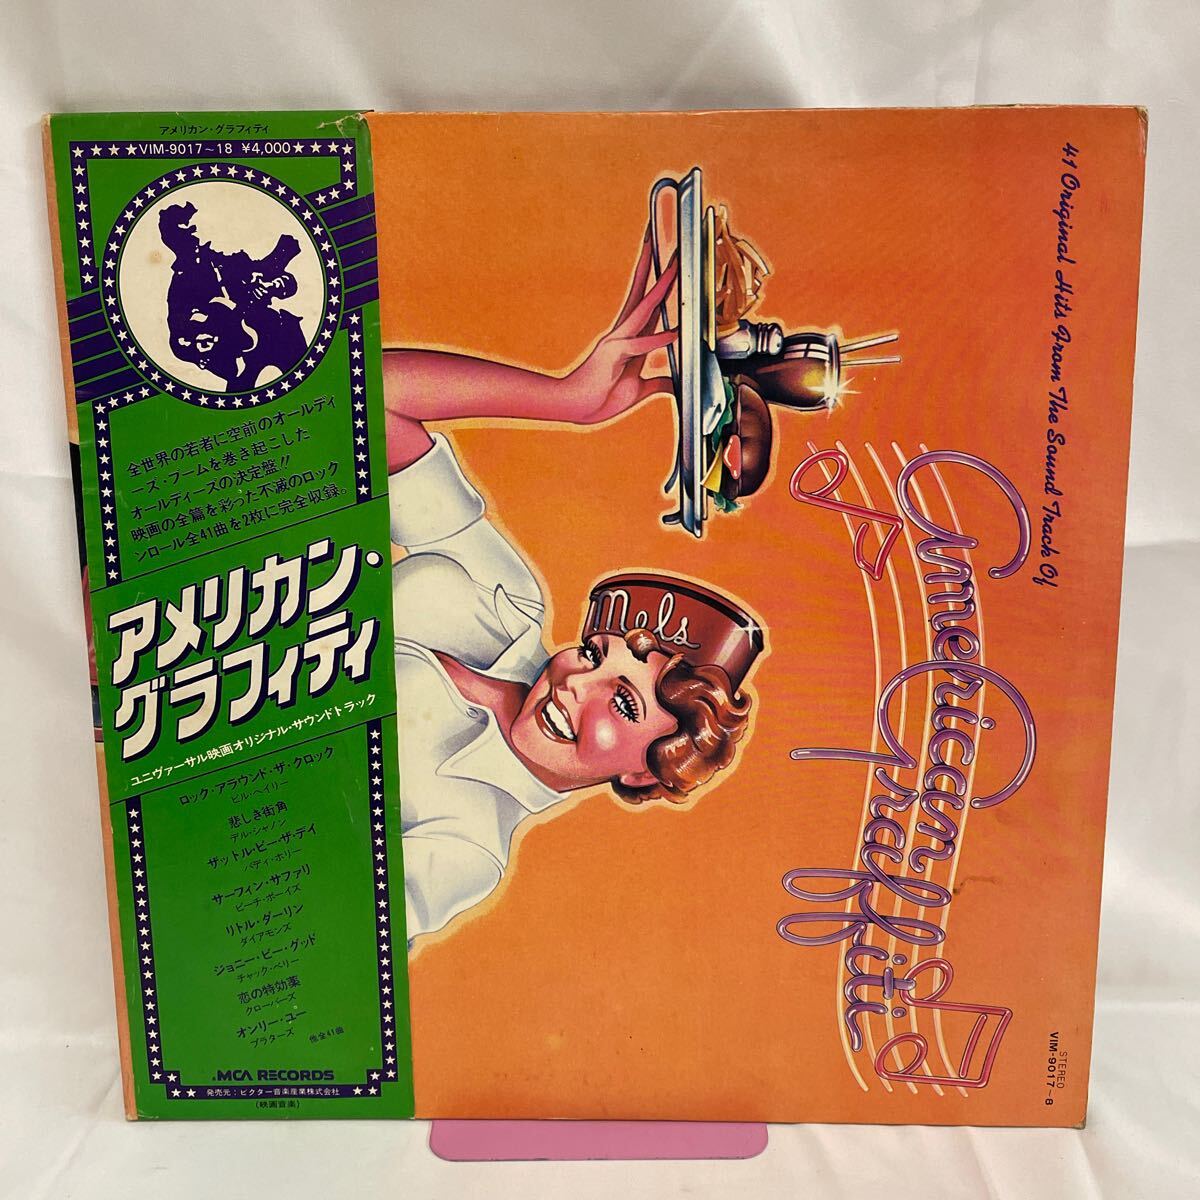 アメリカン・グラフィティ
VIM-9017~18 ¥4,000
全世界の若者に空前のオールディ
ーズ・ブームを巻き起こした
オールディーズの決定盤!!
映画の全篇を彩った不滅のロック
ンロール全41曲を2枚に完全収録。
アメリカン・
グラフィティ
ユニヴァーサル映画オリジナル・サウンドトラック
ロック・アラウンド・ザ・クロック
ビル・ヘイリー
悲しき街角
デル・シャノン
ザットル・ビー・ザ・デイ
バディ・ホリー
サーフィン・サファリ
ビーチ・ボーイズ
リトル・ダーリン
ダイアモンズ
ジョニー・ビー・グッド
チャック・ベリー
恋の特効薬
クローバーズ
オンリー・ユー
プラターズ
他全41曲
MCA RECORDS
発売元：ビクター音楽産業株式会社
(映画音楽)
41 Original Hits From The Sound Track Of
American
Graffiti
Mels
STEREO
VIM-9017~8